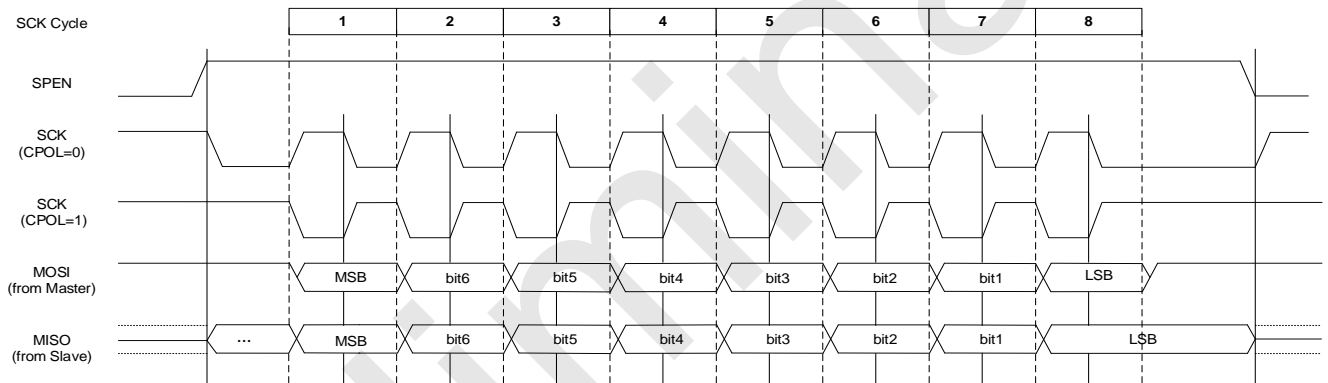 SCK Cycle 1 2 3 4 5 6 7 8
SPEN
SCK
(CPOL=0)
SCK
(CPOL=1)
MOSI
(from Master)
MSB bit6 bit5 bit4 bit3 bit2 bit1 LSB
MISO
(from Slave)
... MSB bit6 bit5 bit4 bit3 bit2 bit1 LSB